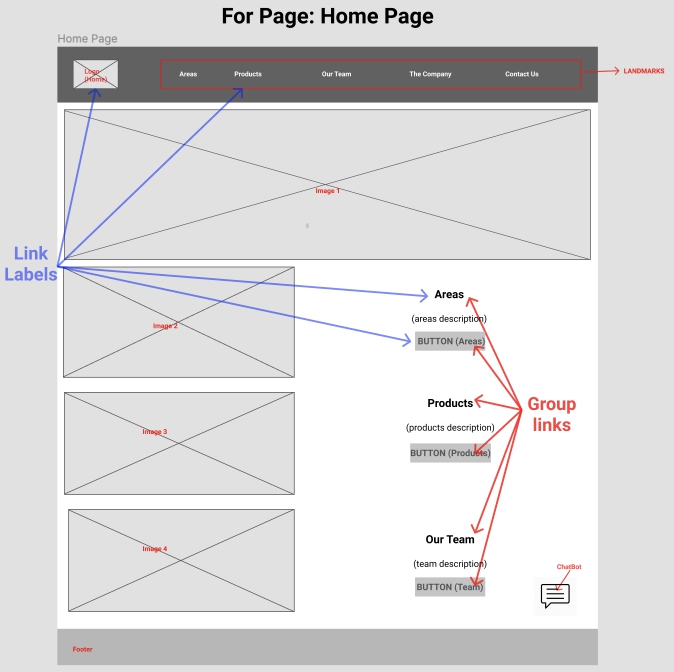 For Page: Home Page
Home Page
Logo
(Home)
Areas
Products
Our Team
The Company
Contact Us
LANDMARKS
Image 1
Link
Labels
Image 2
Areas
(areas description)
BUTTON (Areas)
Image 3
Products
(products description)
BUTTON (Products)
Group
links
Image 4
Our Team
(team description)
BUTTON (Team)
ChatBot
Footer